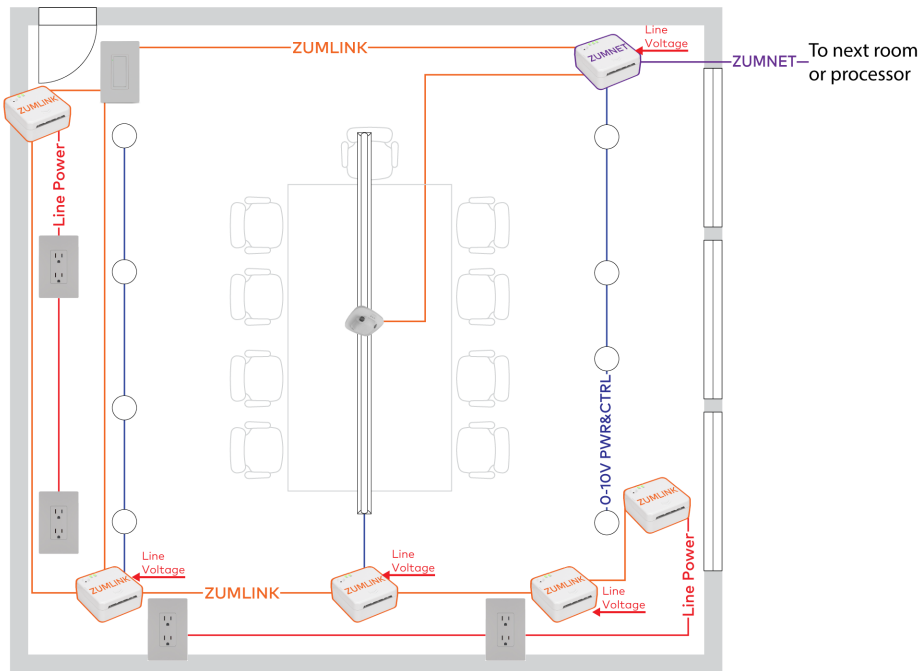 ZUMLINK
Line
Voltage
ZUMNET
ZUMNET
To next room
or processor
ZUMLINK
Line Power
0-10V PWR&CTRL
ZUMLINK
Line
Voltage
ZUMLINK
ZUMLINK
Line
Voltage
ZUMLINK
ZUMLINK
Line
Voltage
Line Power